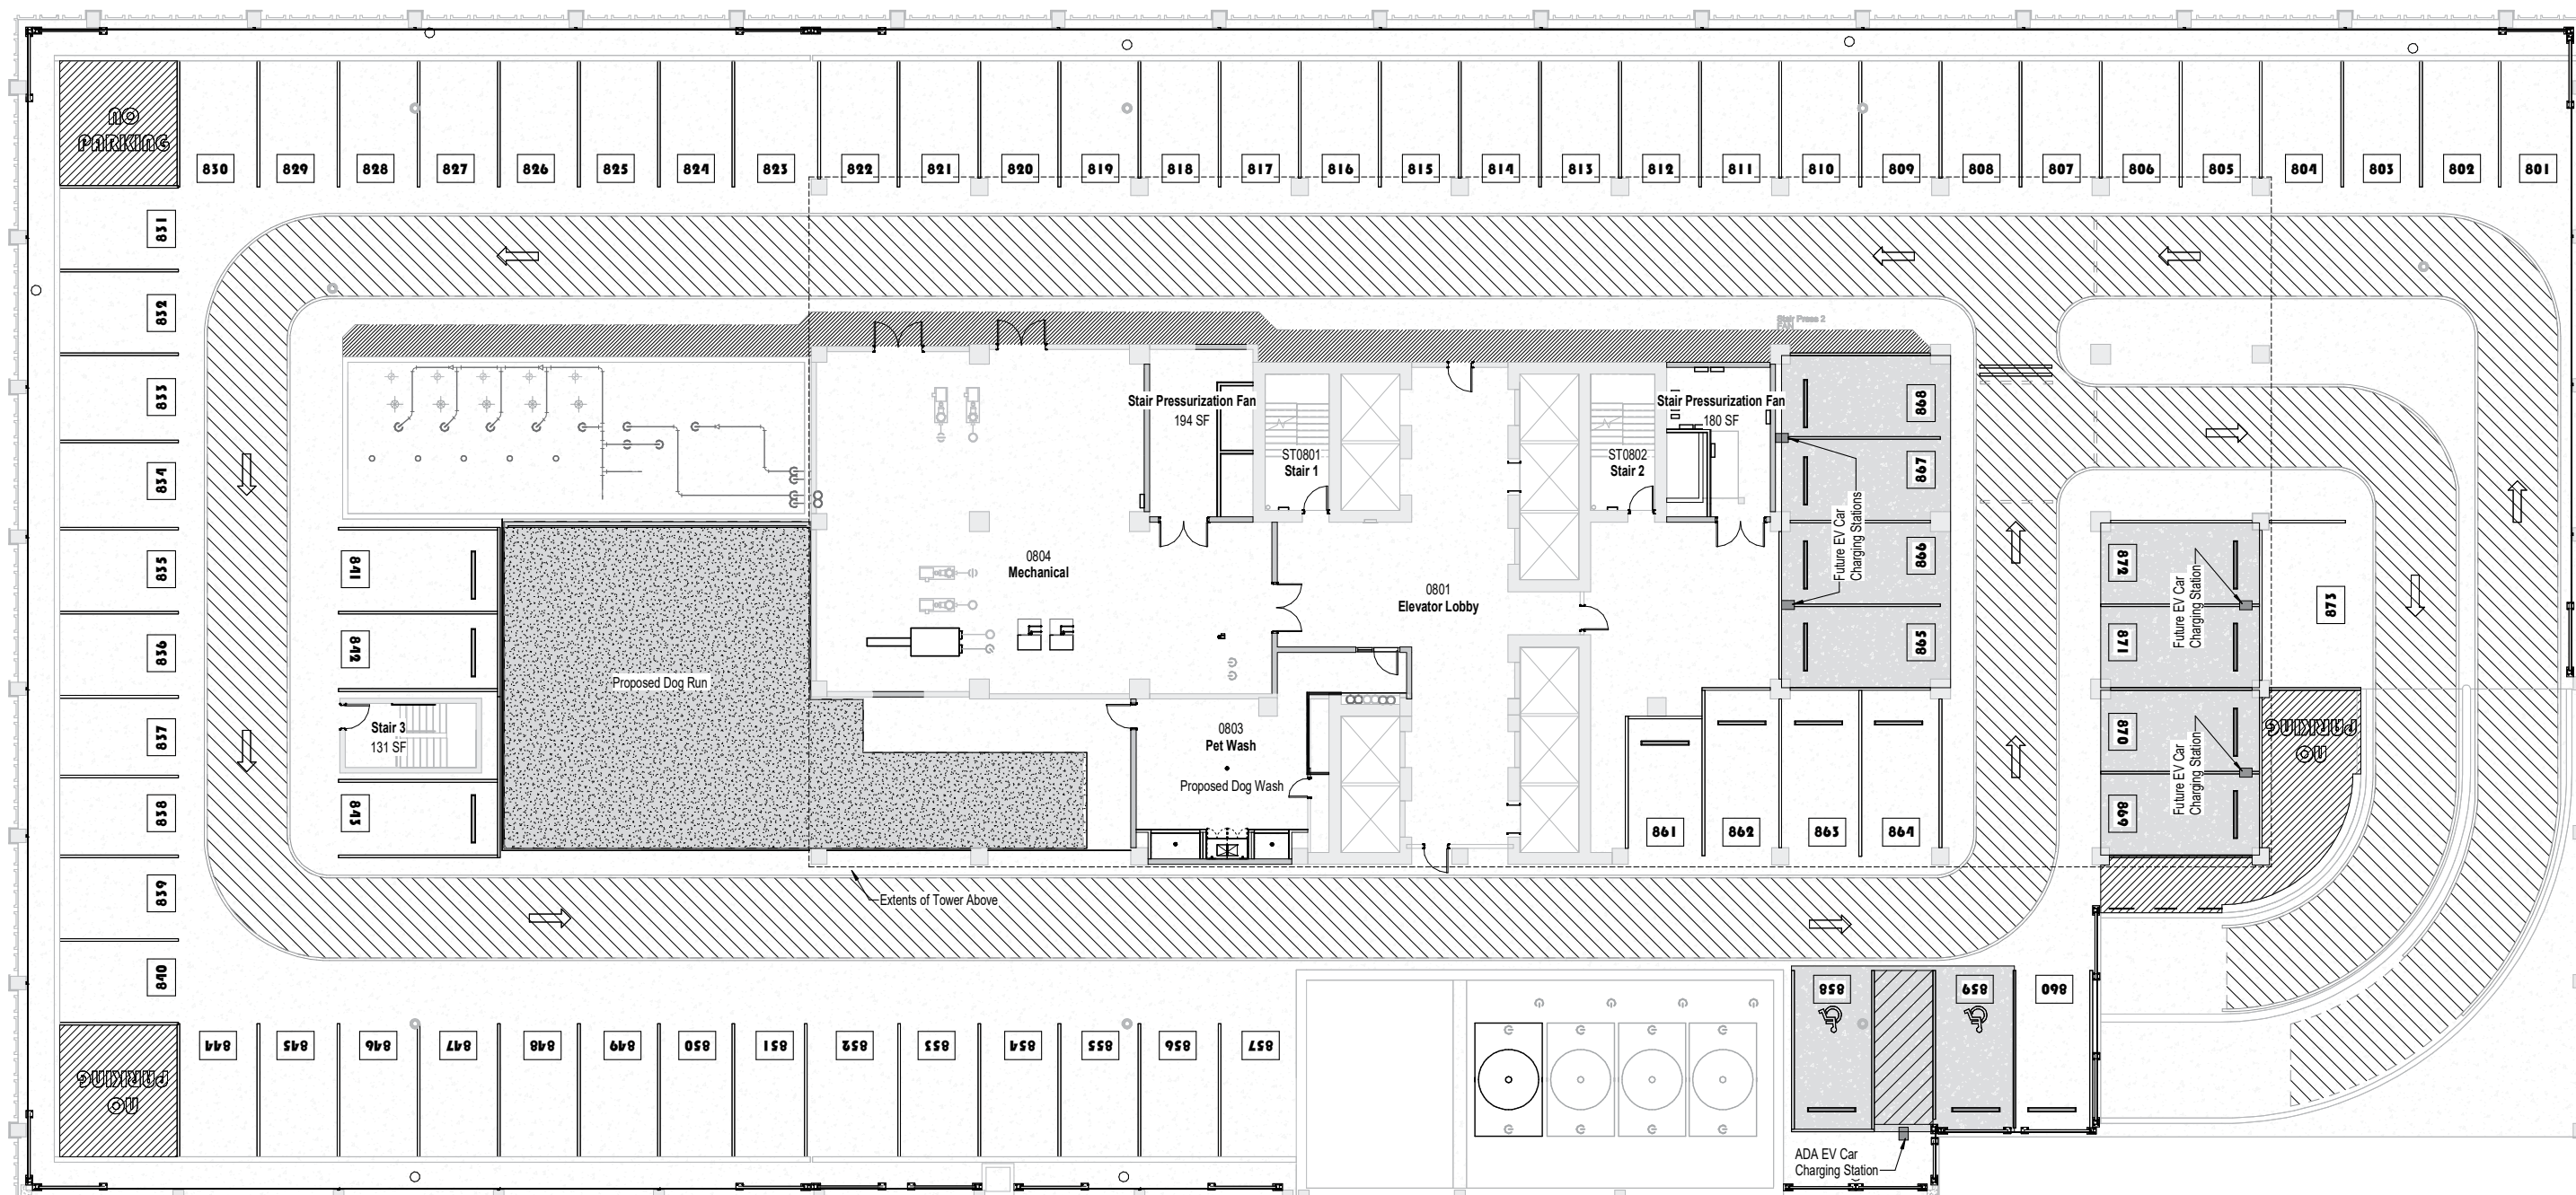 NO
PARKING
830
829
828
827
826
825
824
823
822
821
820
819
818
817
816
815
814
813
812
811
810
809
808
807
806
805
804
803
802
801
831
832
833
834
835
836
837
838
839
840
Stair Press 2
FAN
Stair Pressurization Fan
194 SF
Stair Pressurization Fan
180 SF
ST0801
Stair 1
ST0802
Stair 2
868
867
866
865
Future EV Car
Charging Stations
0804
Mechanical
0801
Elevator Lobby
841
842
843
Proposed Dog Run
Stair 3
131 SF
0803
Pet Wash
Proposed Dog Wash
861
862
863
864
872
871
870
869
Future EV Car
Charging Station
Future EV Car
Charging Station
873
NO
PARKING
Extents of Tower Above
844
845
846
847
848
849
850
851
852
853
854
855
856
857
858
859
860
NO
PARKING
ADA EV Car
Charging Station